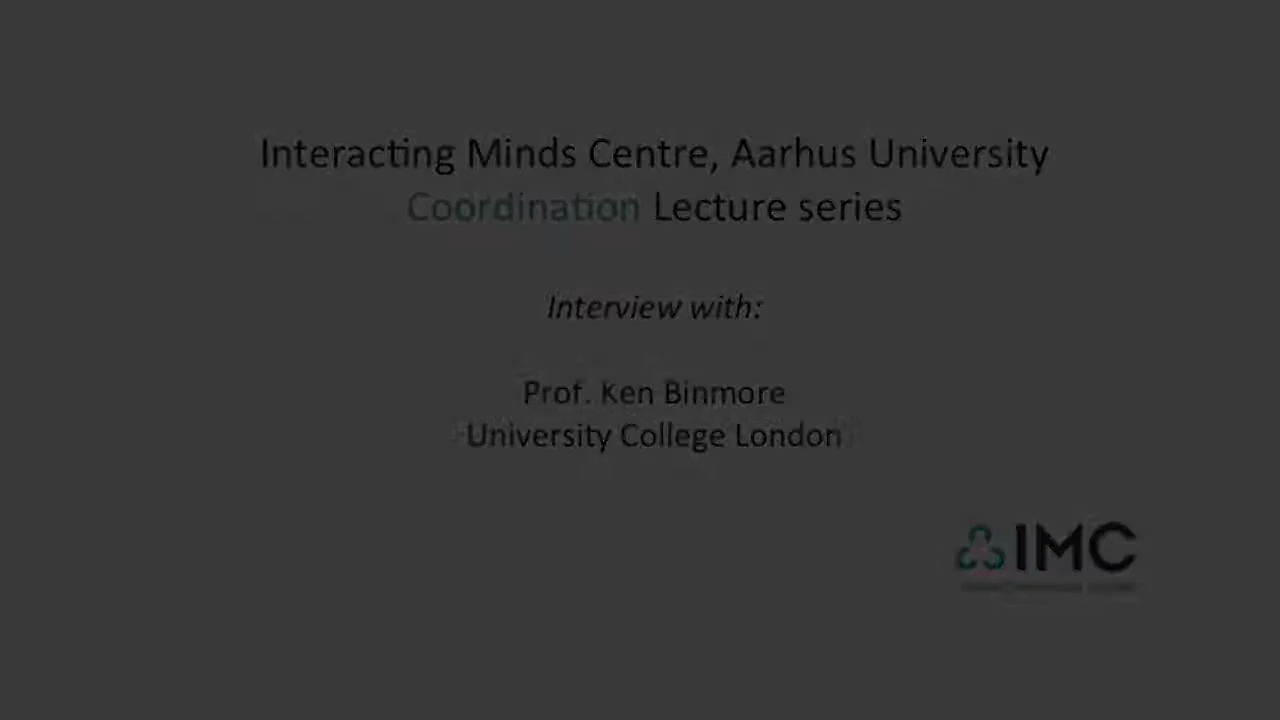 Interacting Minds Centre, Aarhus University
Coordination Lecture series
Interview with:
Prof. Ken Binmore
University College London
IMC